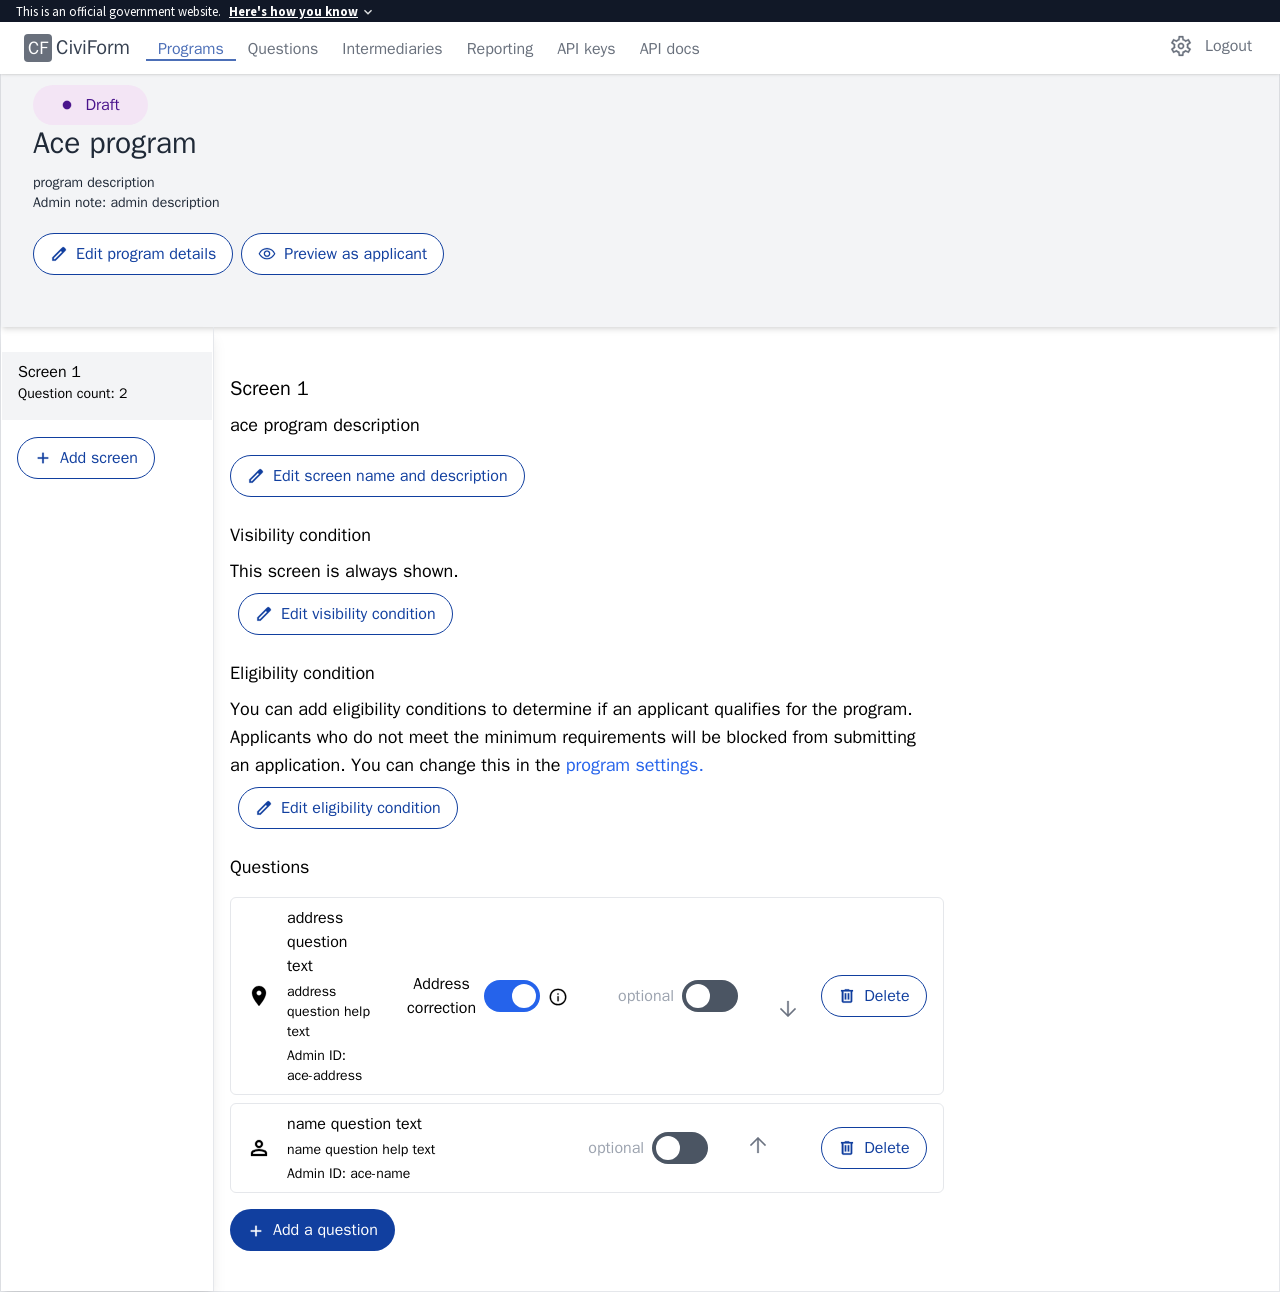 This is an official government website. Here's how you know
CF CiviForm Programs Questions Intermediaries Reporting API keys API docs Logout
Draft
Ace program
program description
Admin note: admin description
Edit program details Preview as applicant
Screen 1
Question count: 2
Add screen
Screen 1
ace program description
Edit screen name and description
Visibility condition
This screen is always shown.
Edit visibility condition
Eligibility condition
You can add eligibility conditions to determine if an applicant qualifies for the program.
Applicants who do not meet the minimum requirements will be blocked from submitting
an application. You can change this in the program settings.
Edit eligibility condition
Questions
address
question
text
address
question help
text
Admin ID:
ace-address
Address
correction
optional
Delete
name question text
name question help text
Admin ID: ace-name
optional
Delete
Add a question